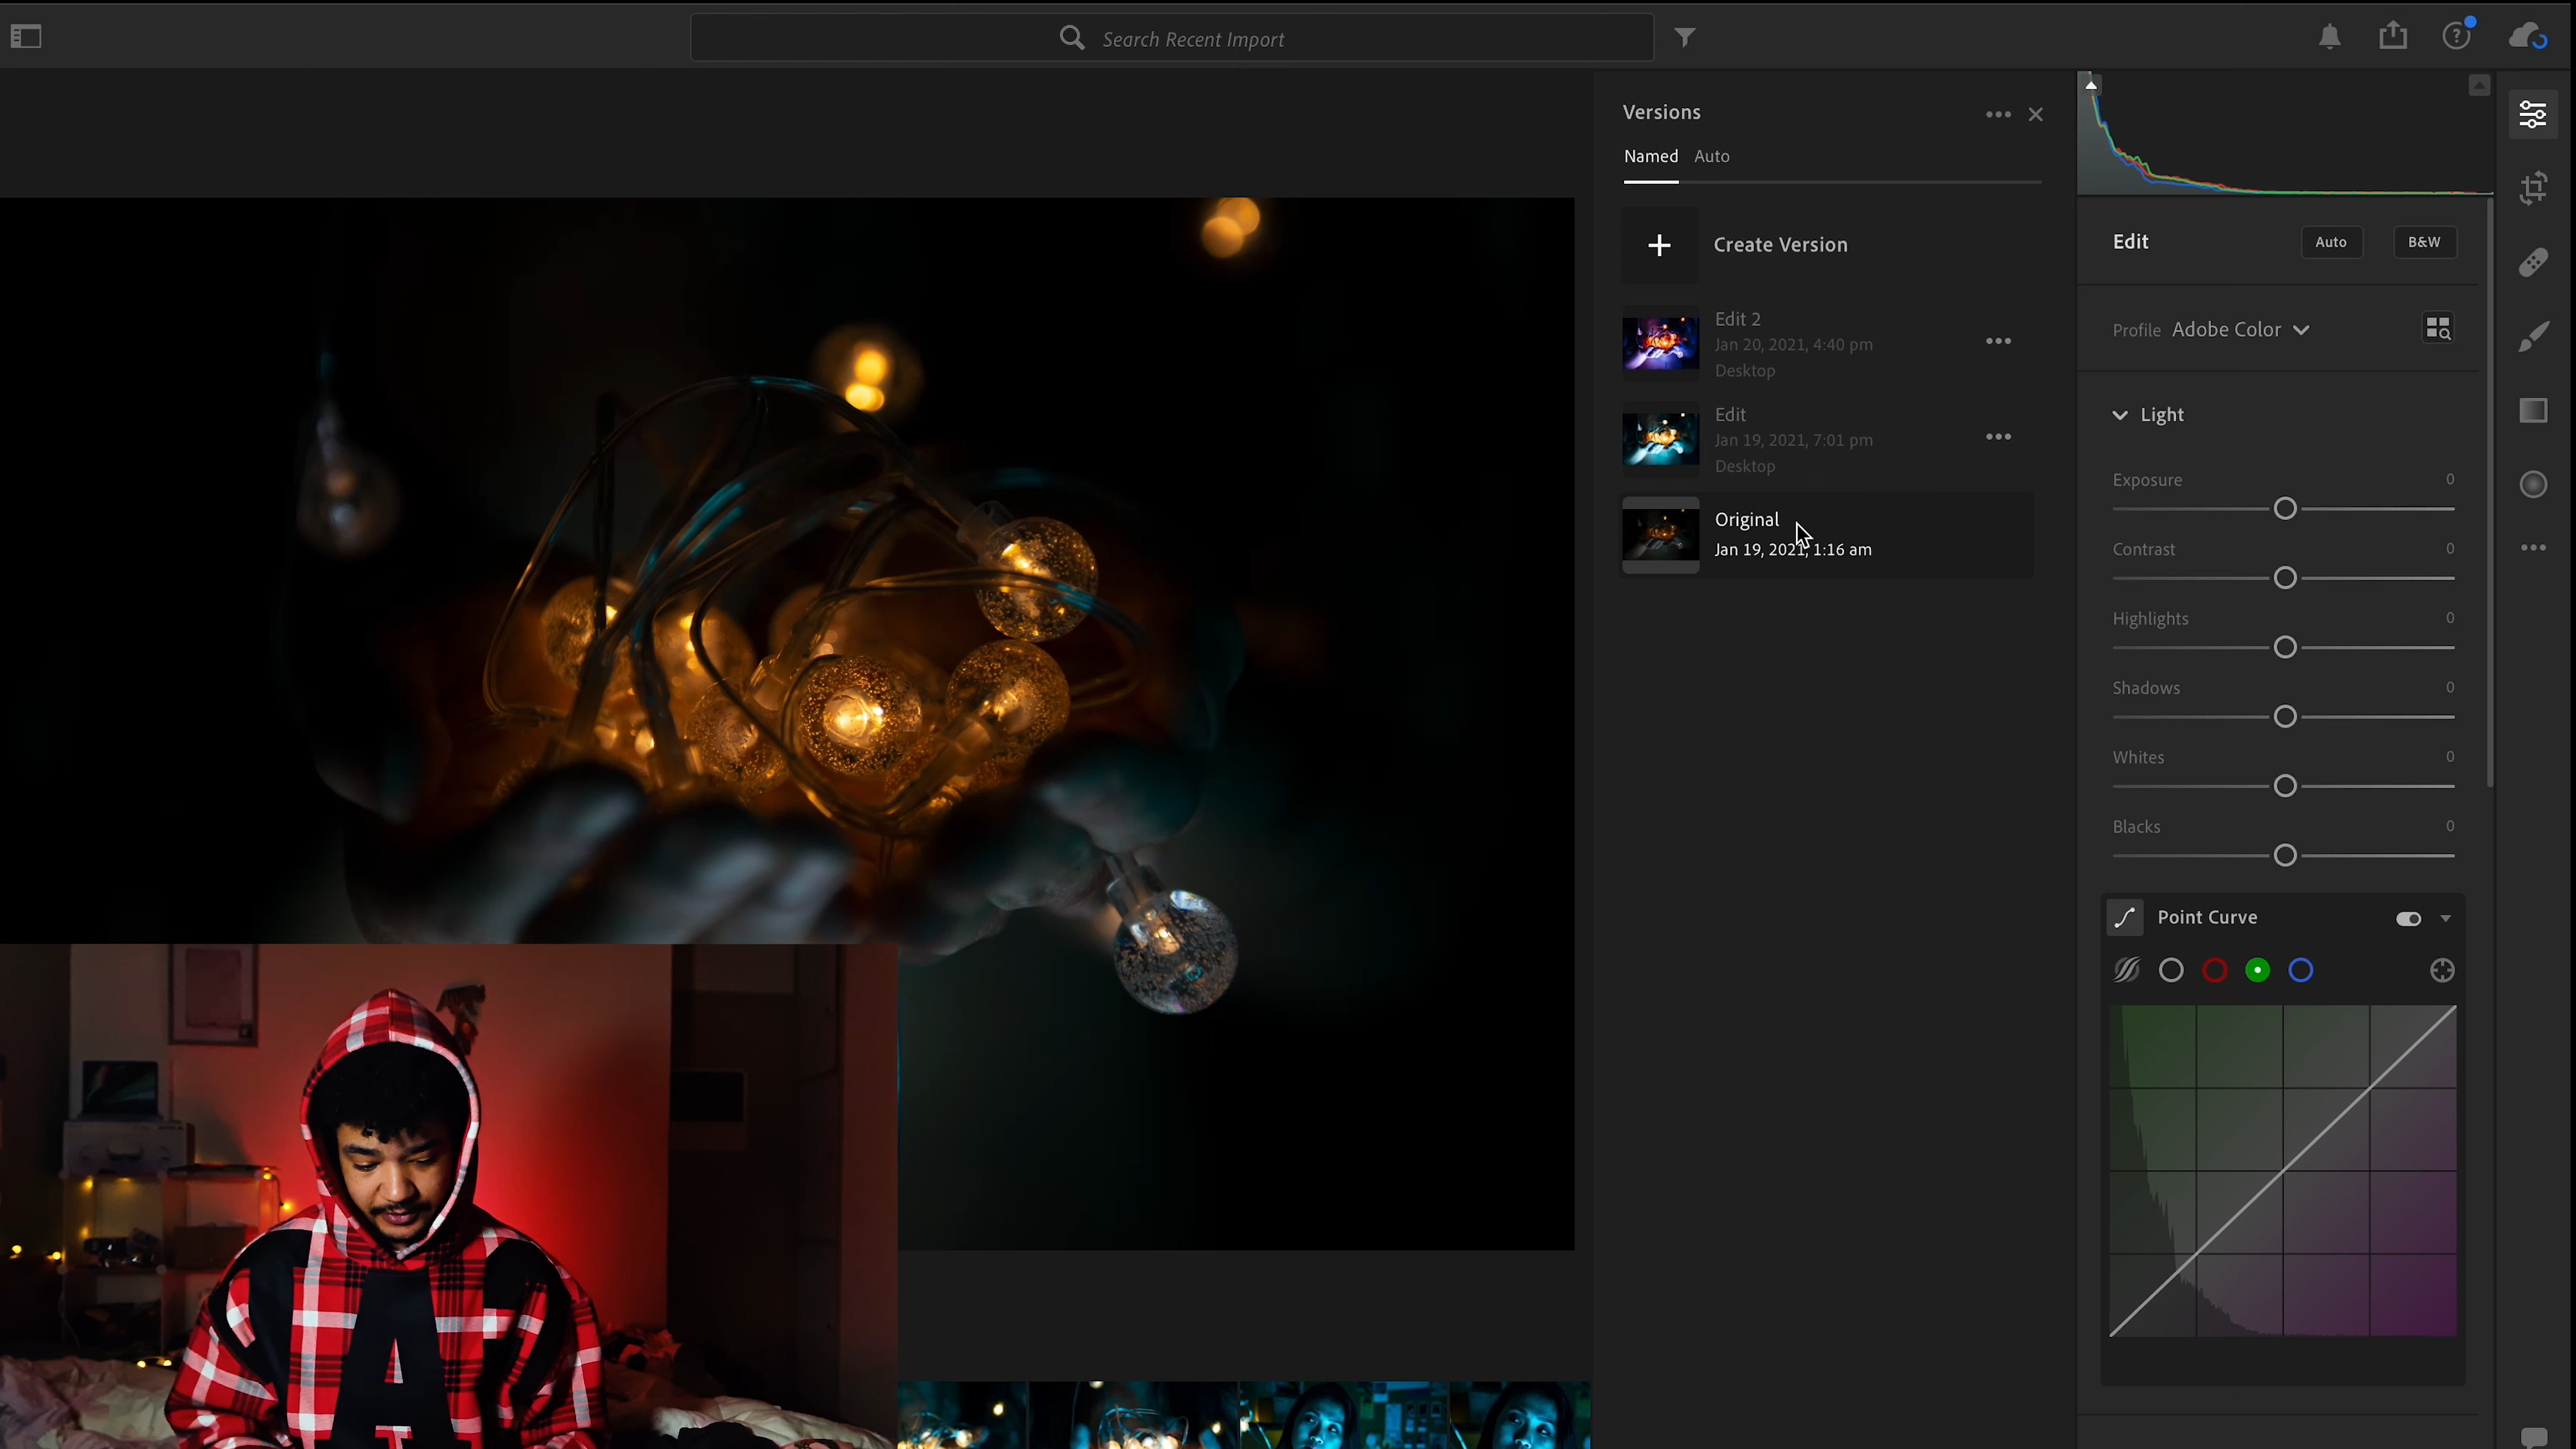 Search Recent Import
Versions
Named Auto
Create Version
Edit 2
Jan 20, 2021, 4:40 pm
Desktop
Edit
Jan 19, 2021, 7:01 pm
Desktop
Original
Jan 19, 2021, 1:16 am
Edit Auto B&W
Profile Adobe Color
Light
Exposure 0
Contrast 0
Highlights 0
Shadows 0
Whites 0
Blacks 0
Point Curve
A